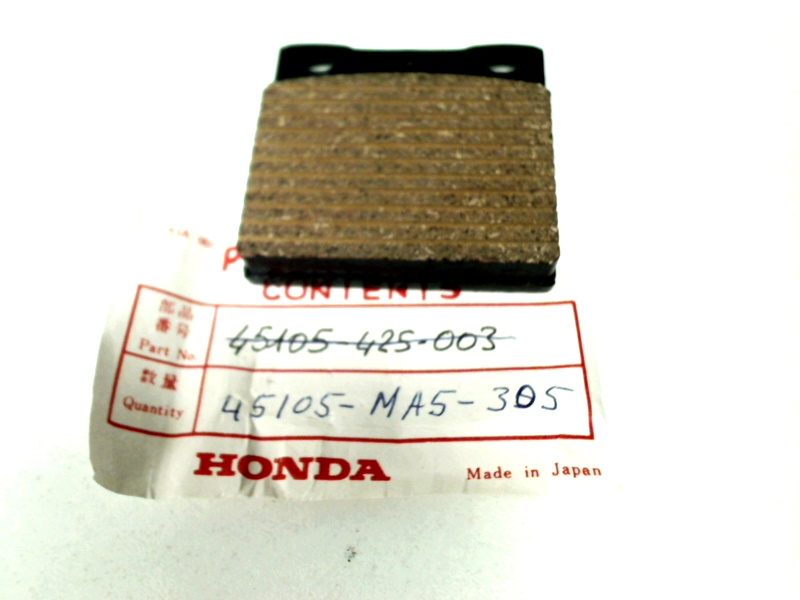 CONTENTS
部品
番号
Part No.
45105-425-003
数量
Quantity
45105-MA5-305
HONDA
Made in Japan